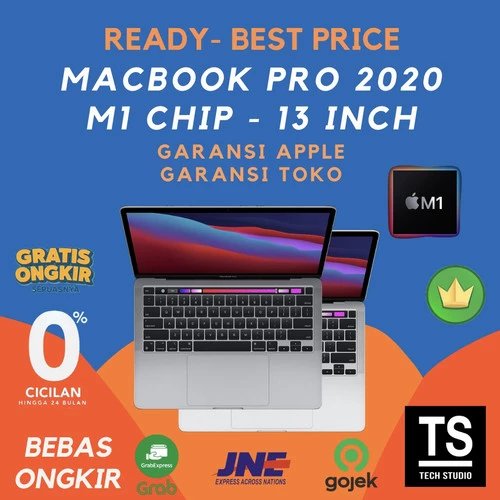 READY- BEST PRICE
MACBOOK PRO 2020
M1 CHIP - 13 INCH
GARANSI APPLE
GARANSI TOKO
M1
GRATIS
ONGKIR
SEPUASNYA
0%
CICILAN
HINGGA 24 BULAN
BEBAS
ONGKIR
GrabExpress
Grab
JNE
EXPRESS ACROSS NATIONS
gojek
TS
TECH STUDIO